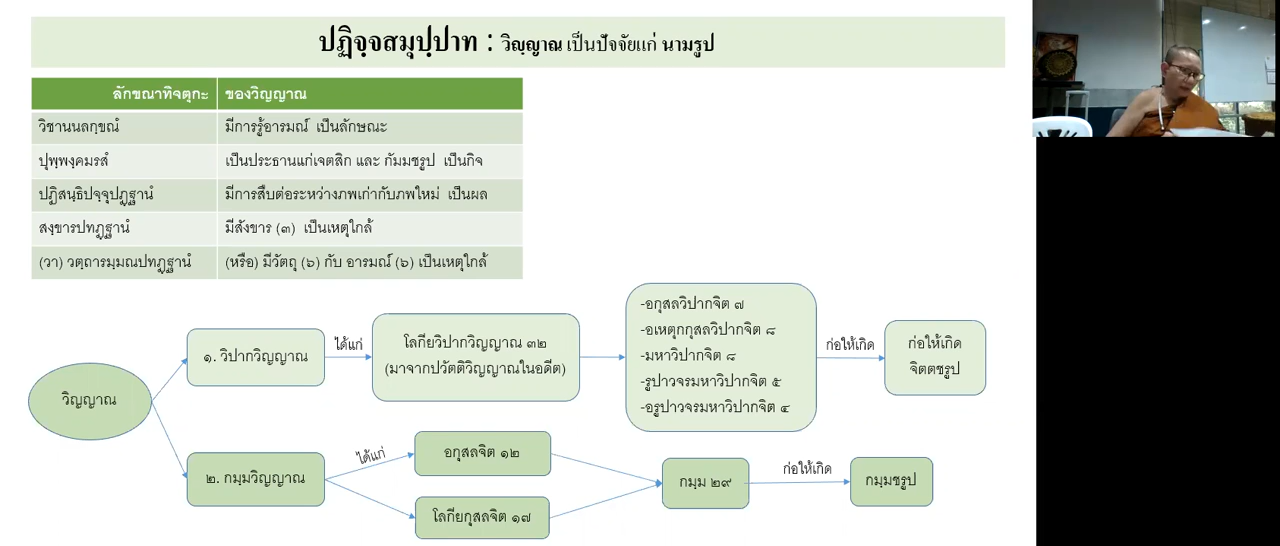 ปฏิจฺจสมุปฺปาท : วิญฺญาณ เป็นปัจจัยแก่ นามรูป
ลักขณาทิจตุกะ ของวิญญาณ
วิชานนลกฺขณํ มีการรู้อารมณ์ เป็นลักษณะ
ปุพฺพงฺคมรสํ เป็นประธานแก่เจตสิก และ กัมมชรูป เป็นกิจ
ปฏิสนฺธิปจฺจุปฏฺฐานํ มีการสืบต่อระหว่างภพเก่ากับภพใหม่ เป็นผล
สงฺขารปทฏฺฐานํ มีสังขาร (๓) เป็นเหตุใกล้
(วา) วตฺถารมฺมณปทฏฺฐานํ (หรือ) มีวัตถุ (๖) กับ อารมณ์ (๖) เป็นเหตุใกล้
วิญญาณ
๑. วิปากวิญญาณ
ได้แก่
โลกียวิปากวิญญาณ ๓๒
(มาจากปวัตติวิญญาณในอดีต)
-อกุสลวิปากจิต ๗
-อเหตุกกุสลวิปากจิต ๘
-มหาวิปากจิต ๘
-รูปาวจรมหาวิปากจิต ๕
-อรูปาวจรมหาวิปากจิต ๔
ก่อให้เกิด
ก่อให้เกิด
จิตตชรูป
๒. กมฺมวิญญาณ
ได้แก่
อกุสลจิต ๑๒
โลกียกุสลจิต ๑๗
กมฺม ๒๙
ก่อให้เกิด
กมฺมชรูป